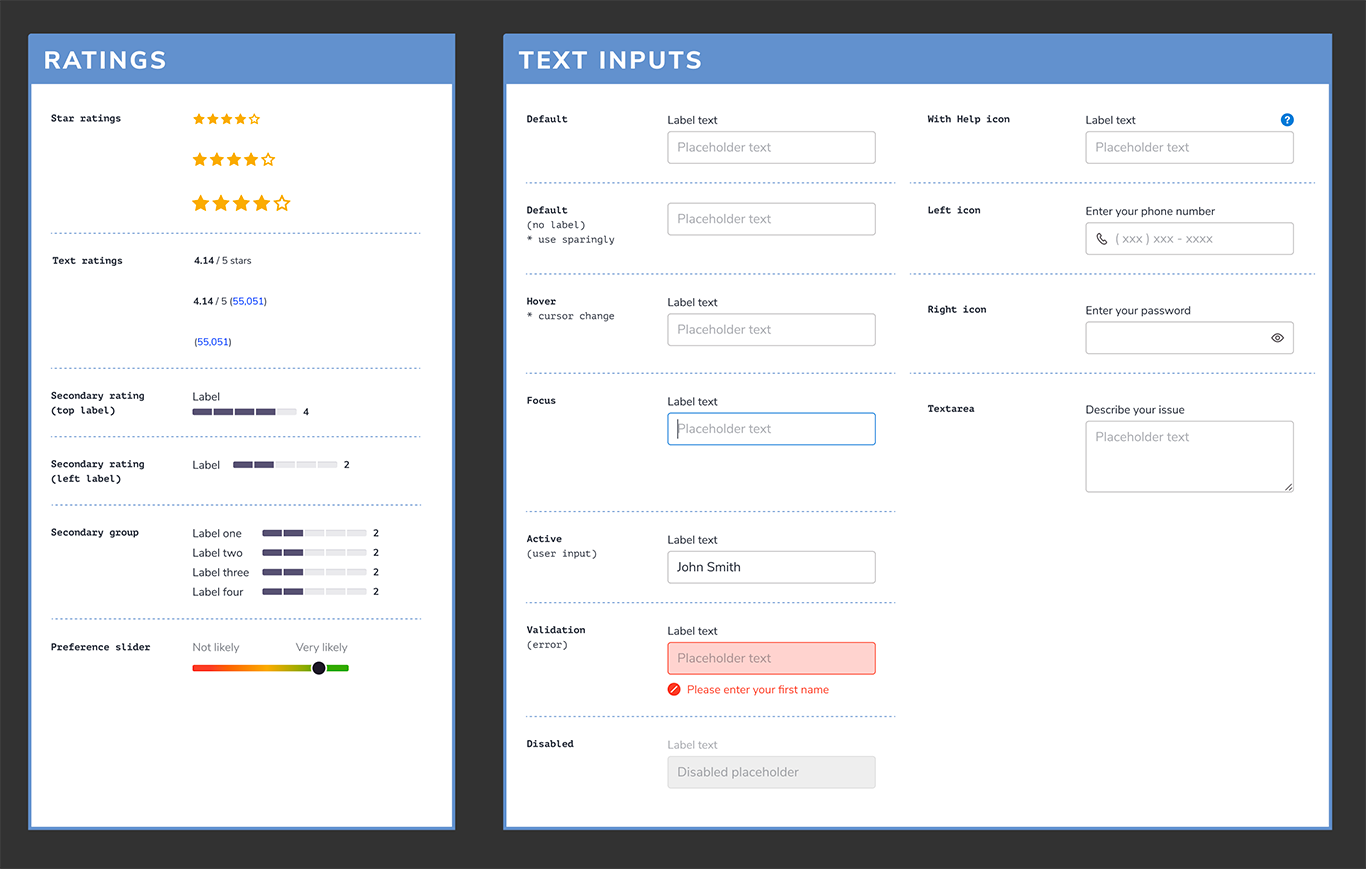 RATINGS
Star ratings
Text ratings
4.14 / 5 stars
4.14 / 5 (55,051)
(55,051)
Secondary rating
(top label)
Label
4
Secondary rating
(left label)
Label
2
Secondary group
Label one
2
Label two
2
Label three
2
Label four
2
Preference slider
Not likely
Very likely
TEXT INPUTS
Default
Label text
Placeholder text
Default
(no label)
* use sparingly
Placeholder text
Hover
* cursor change
Label text
Placeholder text
Focus
Label text
Placeholder text
Active
(user input)
Label text
John Smith
Validation
(error)
Label text
Placeholder text
Please enter your first name
Disabled
Label text
Disabled placeholder
With Help icon
Label text
?
Placeholder text
Left icon
Enter your phone number
( xxx ) xxx - xxxx
Right icon
Enter your password
Textarea
Describe your issue
Placeholder text